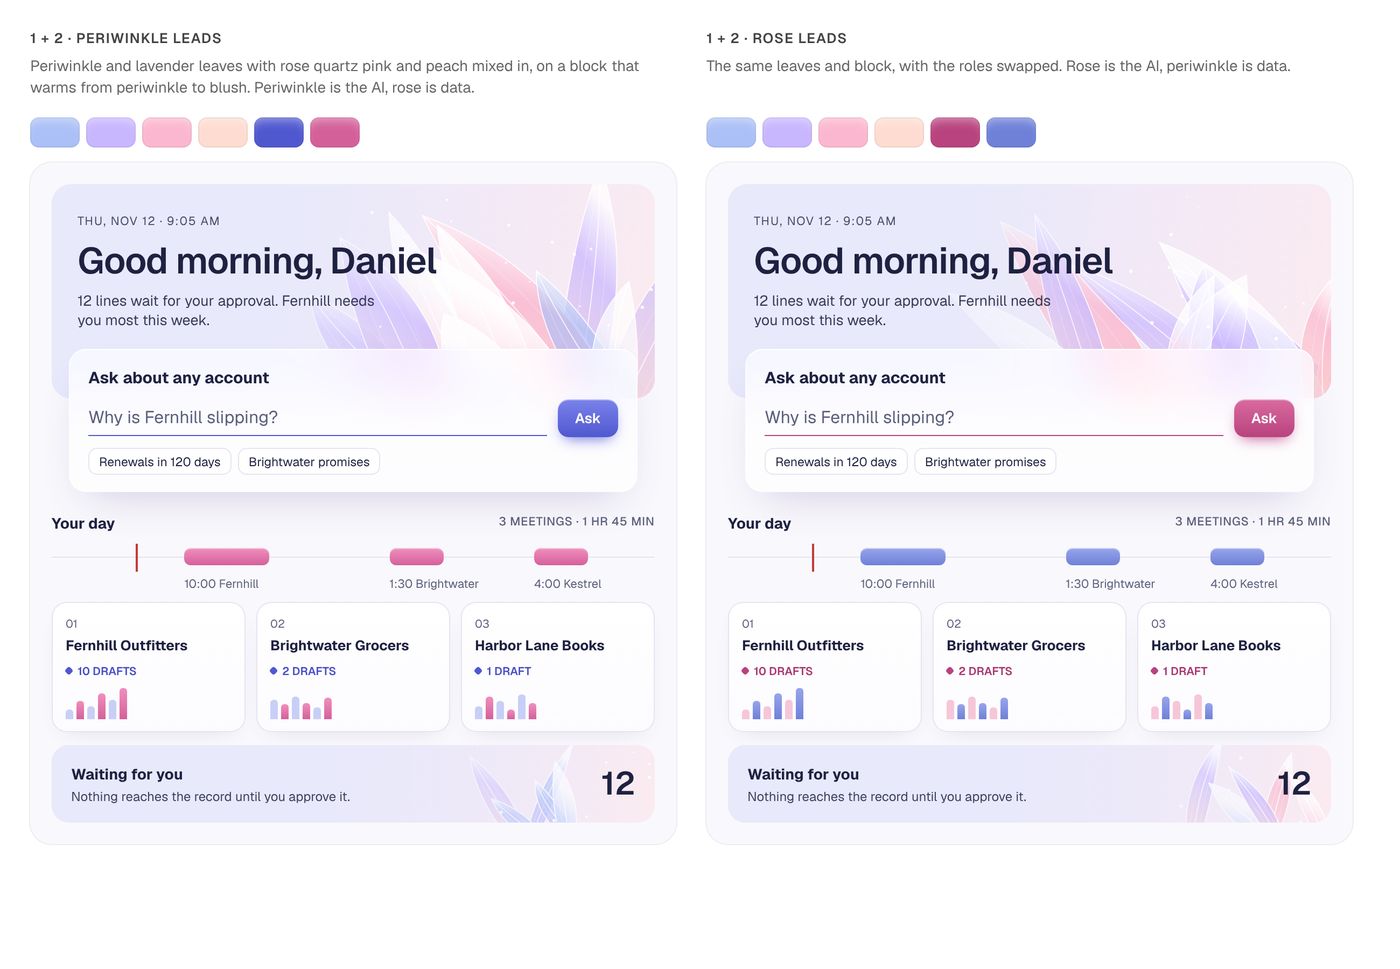 1 + 2 · PERIWINKLE LEADS
Periwinkle and lavender leaves with rose quartz pink and peach mixed in, on a block that
warms from periwinkle to blush. Periwinkle is the AI, rose is data.
THU, NOV 12 · 9:05 AM
Good morning, Daniel
12 lines wait for your approval. Fernhill needs
you most this week.
Ask about any account
Why is Fernhill slipping?
Ask
Renewals in 120 days
Brightwater promises
Your day
3 MEETINGS · 1 HR 45 MIN
10:00 Fernhill
1:30 Brightwater
4:00 Kestrel
01
Fernhill Outfitters
10 DRAFTS
02
Brightwater Grocers
2 DRAFTS
03
Harbor Lane Books
1 DRAFT
Waiting for you
Nothing reaches the record until you approve it.
12
1 + 2 · ROSE LEADS
The same leaves and block, with the roles swapped. Rose is the AI, periwinkle is data.
THU, NOV 12 · 9:05 AM
Good morning, Daniel
12 lines wait for your approval. Fernhill needs
you most this week.
Ask about any account
Why is Fernhill slipping?
Ask
Renewals in 120 days
Brightwater promises
Your day
3 MEETINGS · 1 HR 45 MIN
10:00 Fernhill
1:30 Brightwater
4:00 Kestrel
01
Fernhill Outfitters
10 DRAFTS
02
Brightwater Grocers
2 DRAFTS
03
Harbor Lane Books
1 DRAFT
Waiting for you
Nothing reaches the record until you approve it.
12